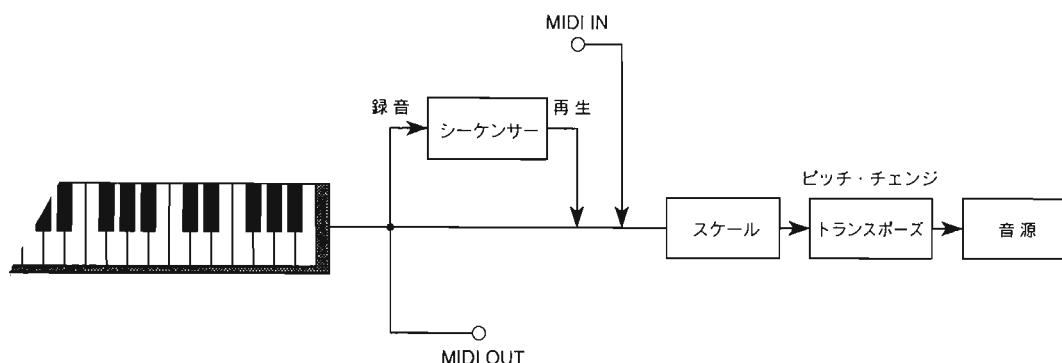 MIDI IN
録音
シーケンサー
再生
ピッチ・チェンジ
スケール
トランスポーズ
音源
MIDI OUT